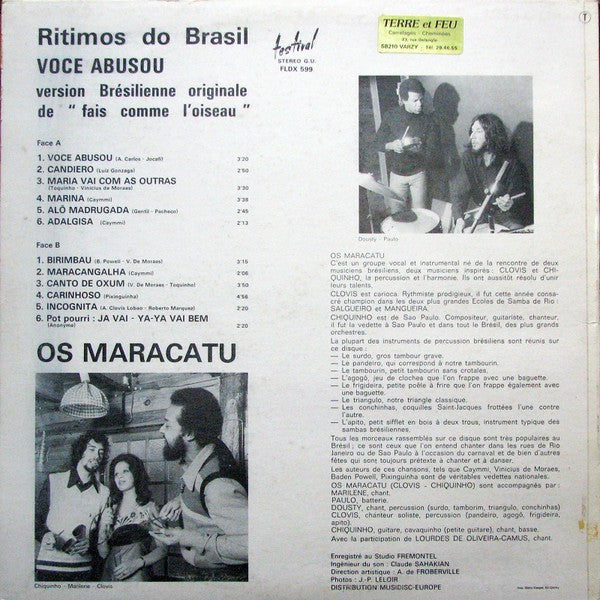 Ritimos do Brasil
VOCE ABUSOU
version Brésilienne originale
de " fais comme l'oiseau "
festival
STEREO G.U.
FLDX 599
TERRE et FEU
Carrelages - Cheminées
58210 VARZY - Tél. 29.46.55
T
Face A
1. VOCE ABUSOU (A. Carlos - Jocafi) 3'20
2. CANDIERO (Luiz Gonzaga) 2'50
3. MARIA VAI COM AS OUTRAS
(Toquinho - Vinicius de Moraes) 3'27
4. MARINA (Caymmi) 3'38
5. ALÔ MADRUGADA (Gentil - Pacheco) 2'45
6. ADALGISA (Caymmi) 2'13
Face B
1. BIRIMBAU (B. Powell - V. De Moraes) 3'15
2. MARACANGALHA (Caymmi) 2'06
3. CANTO DE OXUM (V. De Moraes - Toquinho) 3'30
4. CARINHOSO (Pixinguinha) 4'56
5. INCOGNITA (A. Clovis Lobao - Roberto Marquez) 2'20
6. Pot pourri : JA VAI - YA-YA VAI BEM
(Anonyme) 2'20
OS MARACATU
Chiquinho - Marilene - Clovis
Dousty - Paulo
OS MARACATU
C'est un groupe vocal et instrumental né de la rencontre de deux
musiciens brésiliens, deux musiciens inspirés : CLOVIS et CHI-
QUINHO, la percussion et l'harmonie. Ils ont aussitôt résolu d'unir
leurs talents.
CLOVIS est carioca. Rythmiste prodigieux, il fut cette année consa-
cré champion dans les deux plus grandes Ecoles de Samba de Rio :
SALGUEIRO et MANGUEIRA.
CHIQUINHO est de Sao Paulo. Compositeur, guitariste, chanteur,
il fut la vedette à Sao Paulo et dans tout le Brésil, des plus grands
orchestres.
La plupart des instruments de percussion brésiliens sont réunis sur
ce disque :
— Le surdo, gros tambour grave.
— Le pandeiro, qui correspond à notre tambourin.
— Le tambourim, petit tambourin sans crotales.
— L'agogô, jeu de cloches que l'on frappe avec une baguette.
— Le frigideira, petite poêle à frire que l'on frappe également avec
une baguette.
— Le triangulo, notre triangle classique.
— Les conchinhas, coquilles Saint-Jacques frottées l'une contre
l'autre.
— L'apito, petit sifflet en bois à deux trous, instrument typique des
sambas brésiliennes.
Tous les morceaux rassemblés sur ce disque sont très populaires au
Brésil ; ce sont ceux que l'on entend chanter dans les rues de Rio
Janeiro ou de Sao Paulo à l'occasion du carnaval et de bien d'autres
fêtes qui sont toujours prétexte à chanter et à danser.
Les auteurs de ces chansons, tels que Caymmi, Vinicius de Moraes,
Baden Powell, Pixinguinha sont de véritables vedettes nationales.
OS MARACATU (CLOVIS - CHIQUINHO) sont accompagnés par :
MARILENE, chant.
PAULO, batterie.
DOUSTY, chant, percussion (surdo, tamborim, triangulo, conchinhas)
CLOVIS, chanteur soliste, percussion (pandeiro, agogô, frigideira,
apito).
CHIQUINHO, guitare, cavaquinho (petite guitare), chant, basse.
Avec la participation de LOURDES DE OLIVEIRA-CAMUS, chant.
Enregistré au Studio FREMONTEL
Ingénieur du son : Claude SAHAKIAN
Direction artistique : A. de FROBERVILLE
Photos : J.-P. LELOIR
DISTRIBUTION MUSIDISC-EUROPE